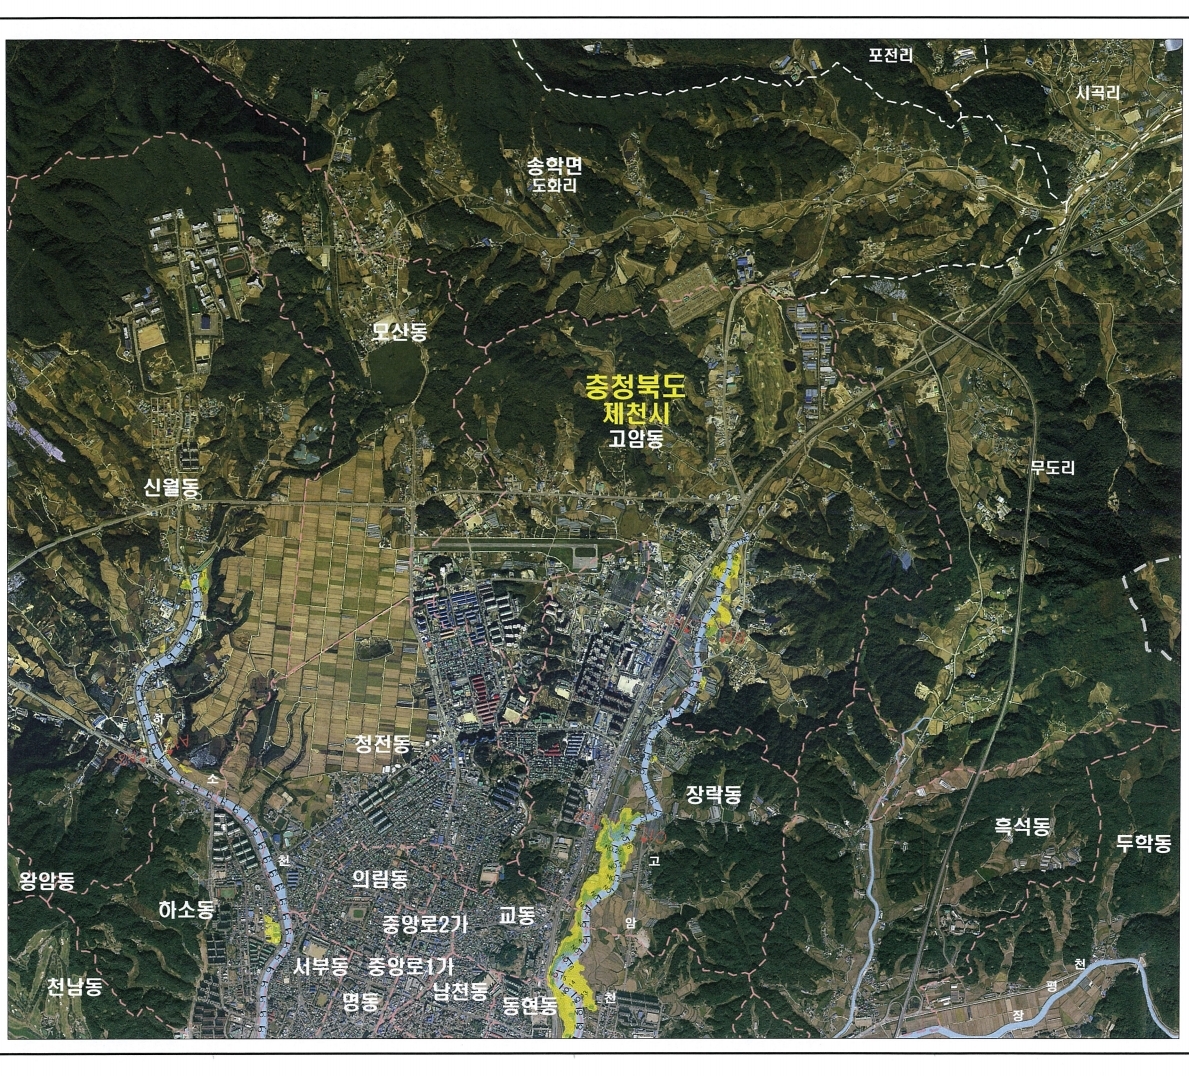 포전리
시곡리
송학면
도화리
모산동
충청북도
제천시
고암동
무도리
신월동
하
청전동
소
장락동
흑석동
두학동
천
고
왕암동
의림동
하소동
교동
중앙로2가
암
서부동
중앙로1가
천
천남동
명동
남천동
동현동
천
평
장